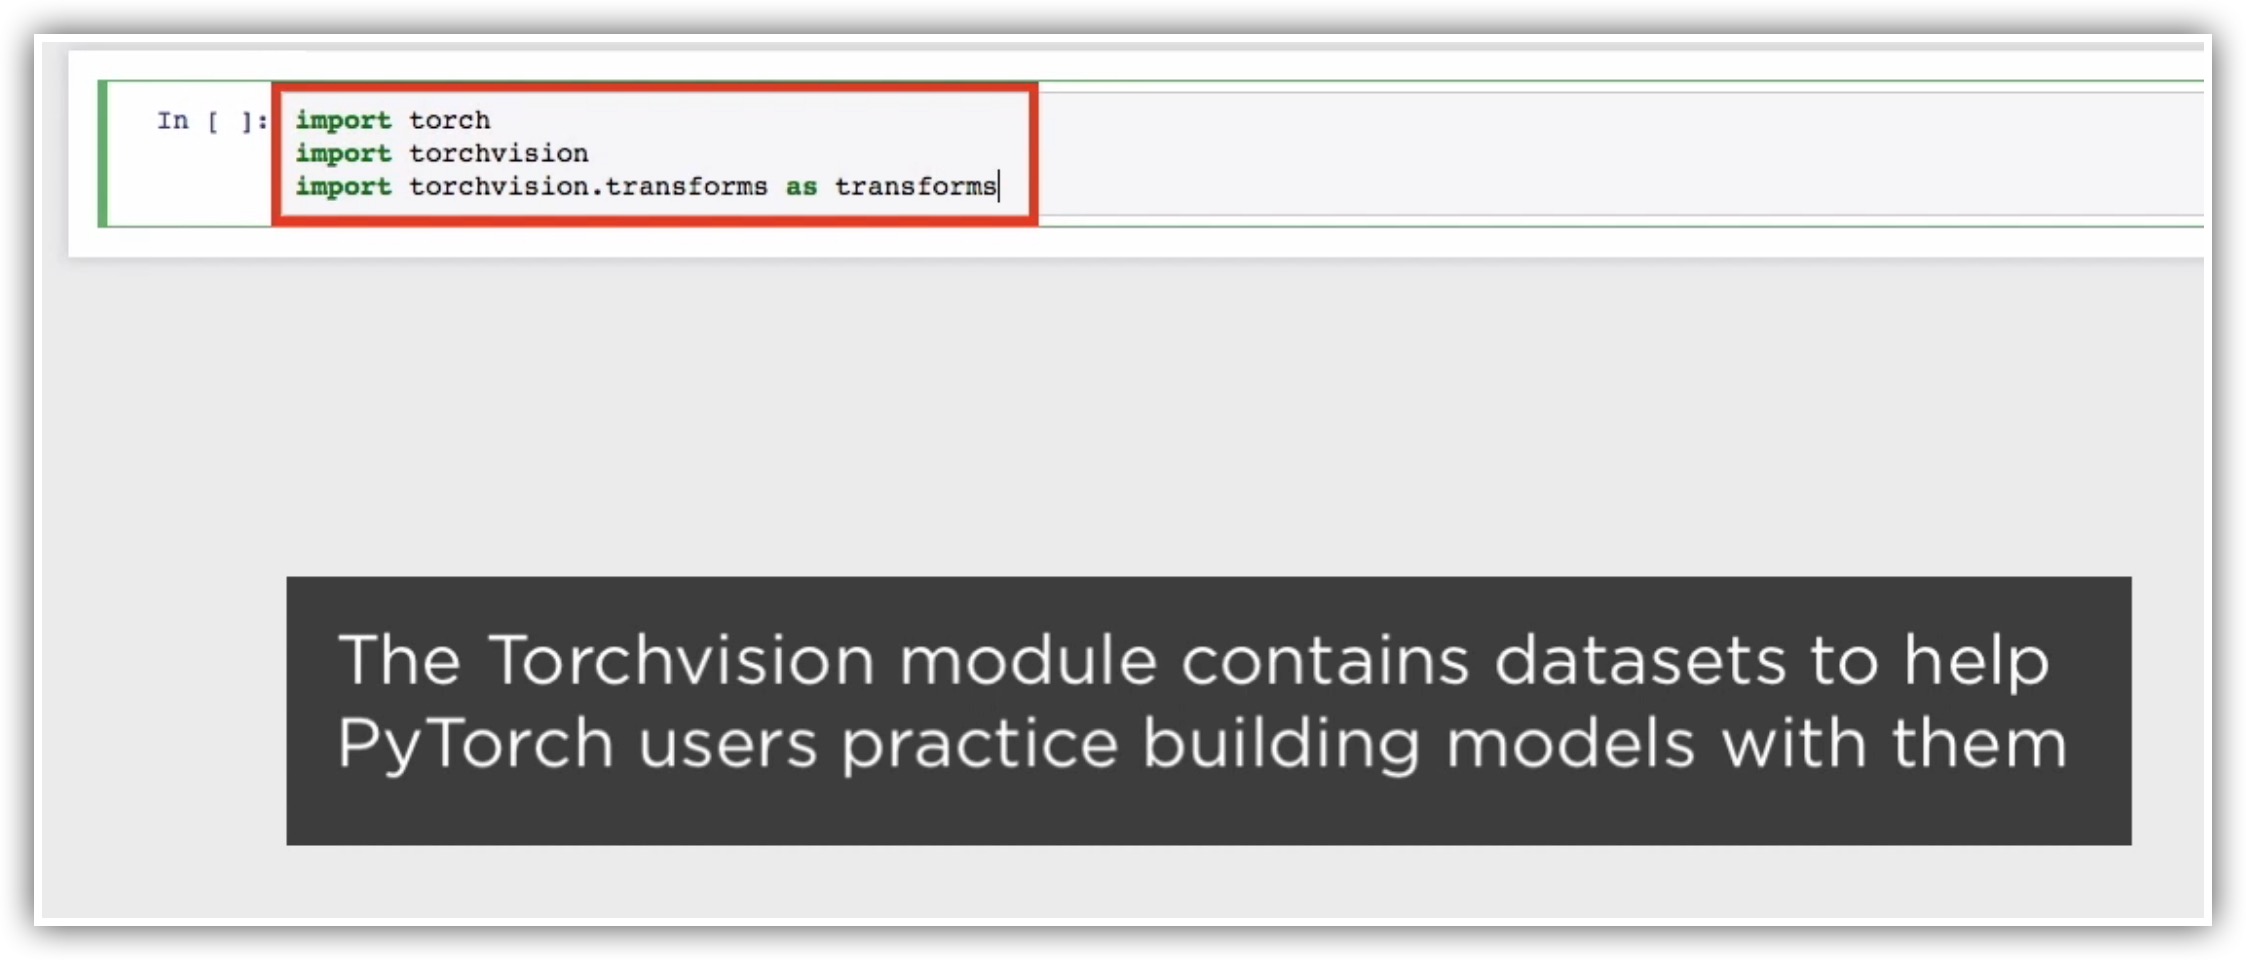 In [ ]: import torch
import torchvision
import torchvision.transforms as transforms
The Torchvision module contains datasets to help
PyTorch users practice building models with them